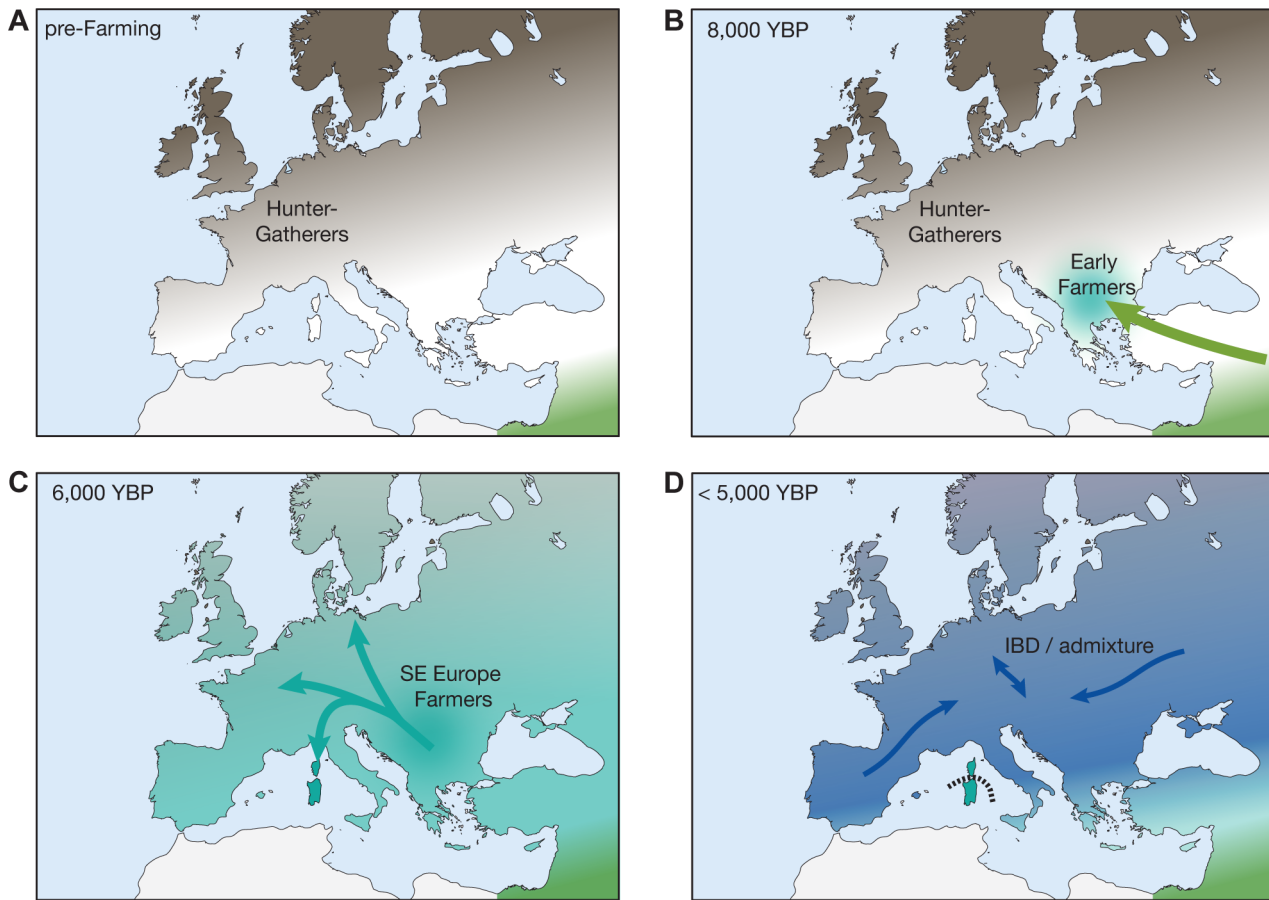 A
pre-Farming
Hunter-
Gatherers
B
8,000 YBP
Hunter-
Gatherers
Early
Farmers
C
6,000 YBP
SE Europe
Farmers
D
< 5,000 YBP
IBD / admixture